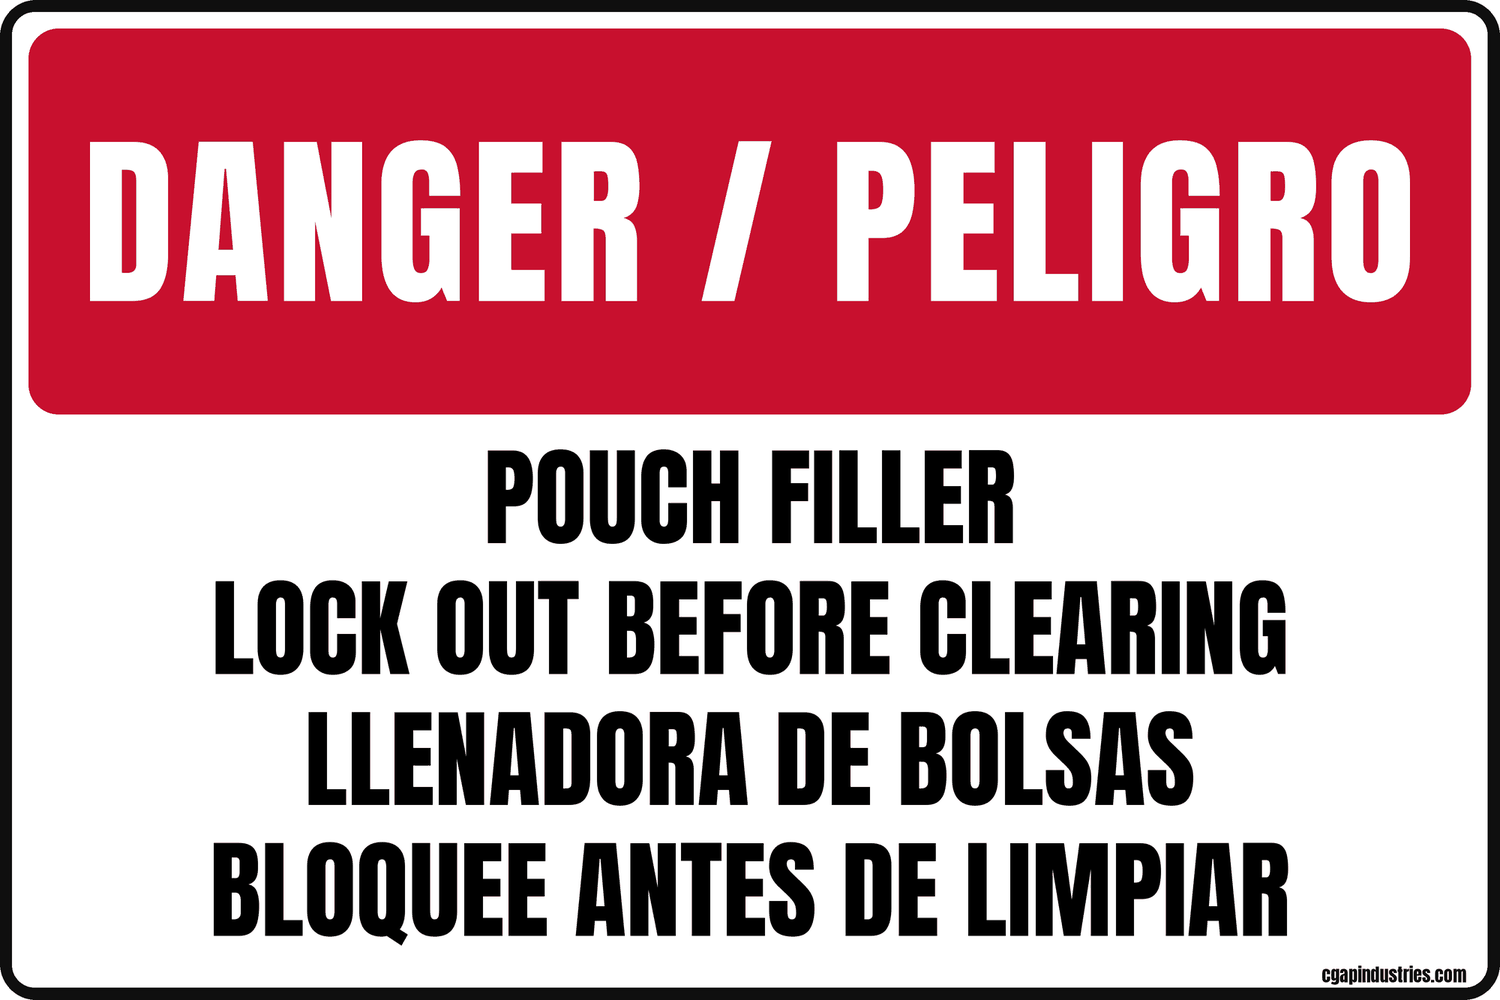 DANGER / PELIGRO
POUCH FILLER
LOCK OUT BEFORE CLEARING
LLENADORA DE BOLSAS
BLOQUEE ANTES DE LIMPIAR
cgapindustries.com